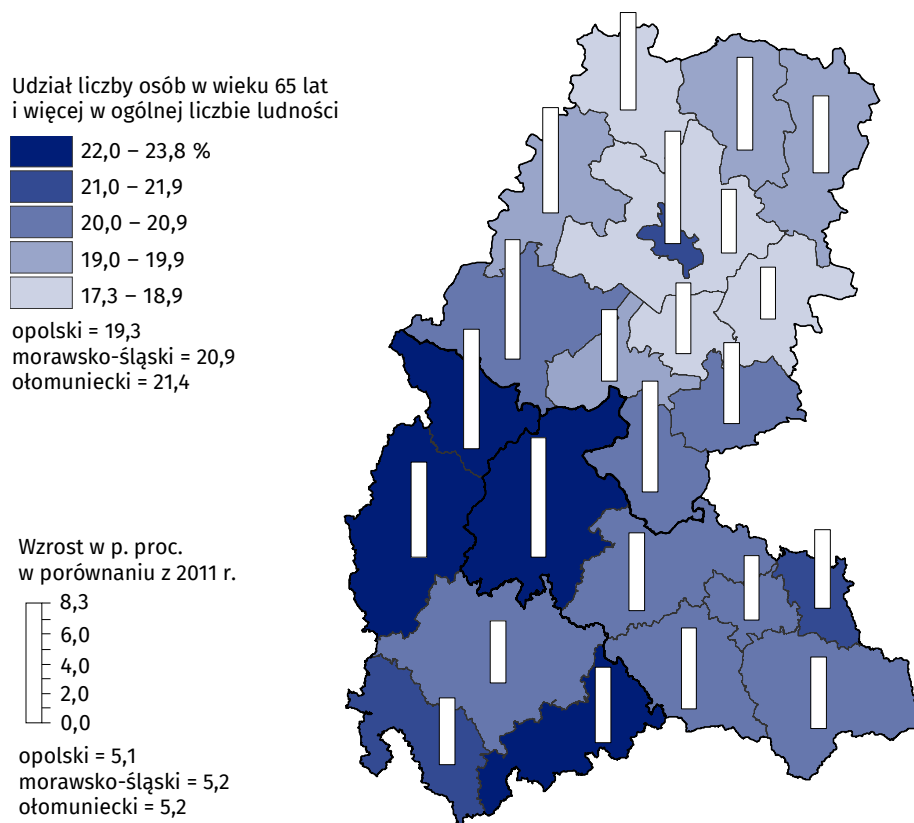 Udział liczby osób w wieku 65 lat
i więcej w ogólnej liczbie ludności
22,0 – 23,8 %
21,0 – 21,9
20,0 – 20,9
19,0 – 19,9
17,3 – 18,9
opolski = 19,3
morawsko-śląski = 20,9
ołomuniecki = 21,4
Wzrost w p. proc.
w porównaniu z 2011 r.
8,3
6,0
4,0
2,0
0,0
opolski = 5,1
morawsko-śląski = 5,2
ołomuniecki = 5,2